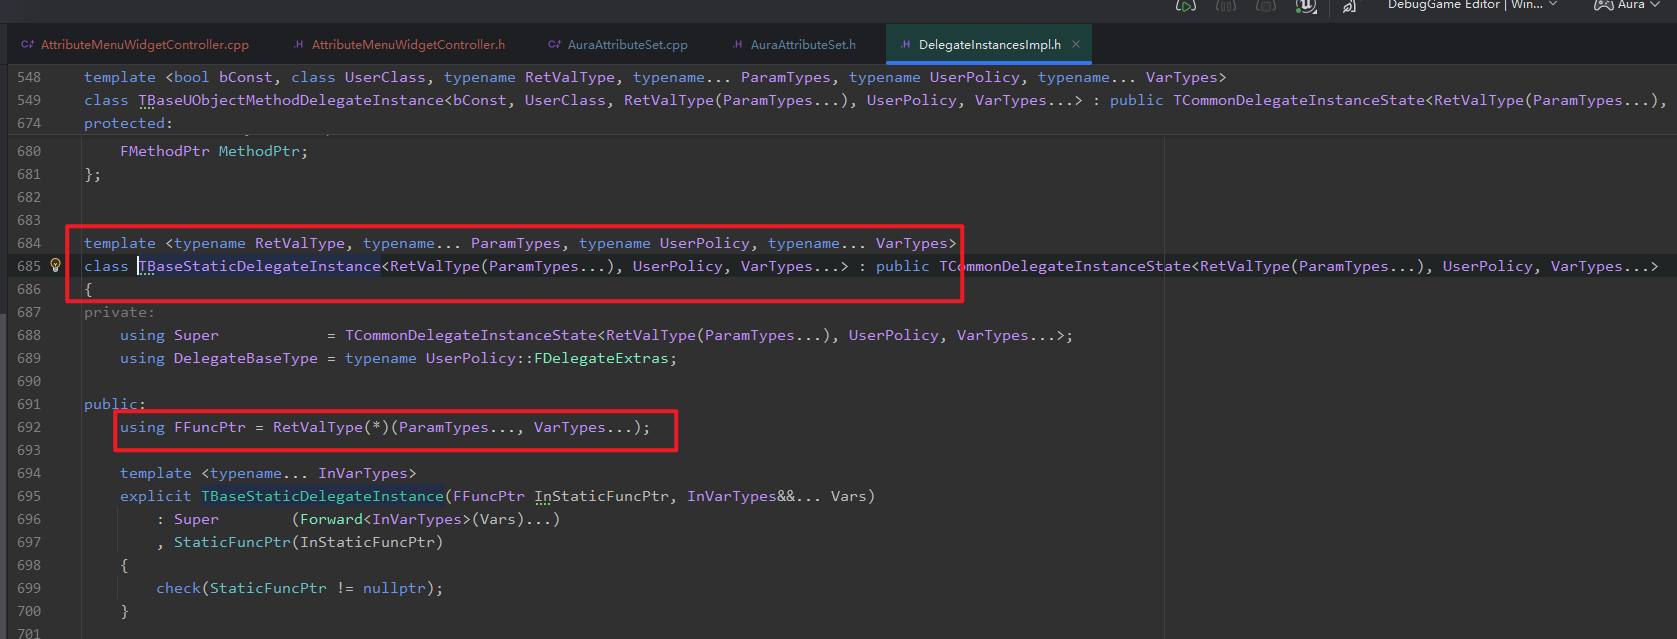 DebugGame Editor | Win...
Aura
C++ AttributeMenuWidgetController.cpp
.H AttributeMenuWidgetController.h
C++ AuraAttributeSet.cpp
.H AuraAttributeSet.h
.H DelegateInstancesImpl.h ×
548 template <bool bConst, class UserClass, typename RetValType, typename... ParamTypes, typename UserPolicy, typename... VarTypes>
549 class TBaseUObjectMethodDelegateInstance<bConst, UserClass, RetValType(ParamTypes...), UserPolicy, VarTypes...> : public TCommonDelegateInstanceState<RetValType(ParamTypes...),
674 protected:
680 FMethodPtr MethodPtr;
681 };
682
683
684 template <typename RetValType, typename... ParamTypes, typename UserPolicy, typename... VarTypes>
685 class TBaseStaticDelegateInstance<RetValType(ParamTypes...), UserPolicy, VarTypes...> : public TCommonDelegateInstanceState<RetValType(ParamTypes...), UserPolicy, VarTypes...>
686 {
687 private:
688 using Super = TCommonDelegateInstanceState<RetValType(ParamTypes...), UserPolicy, VarTypes...>;
689 using DelegateBaseType = typename UserPolicy::FDelegateExtras;
690
691 public:
692 using FFuncPtr = RetValType(*)(ParamTypes..., VarTypes...);
693
694 template <typename... InVarTypes>
695 explicit TBaseStaticDelegateInstance(FFuncPtr InStaticFuncPtr, InVarTypes&&... Vars)
696 : Super (Forward<InVarTypes>(Vars)...)
697 , StaticFuncPtr(InStaticFuncPtr)
698 {
699 check(StaticFuncPtr != nullptr);
700 }
701